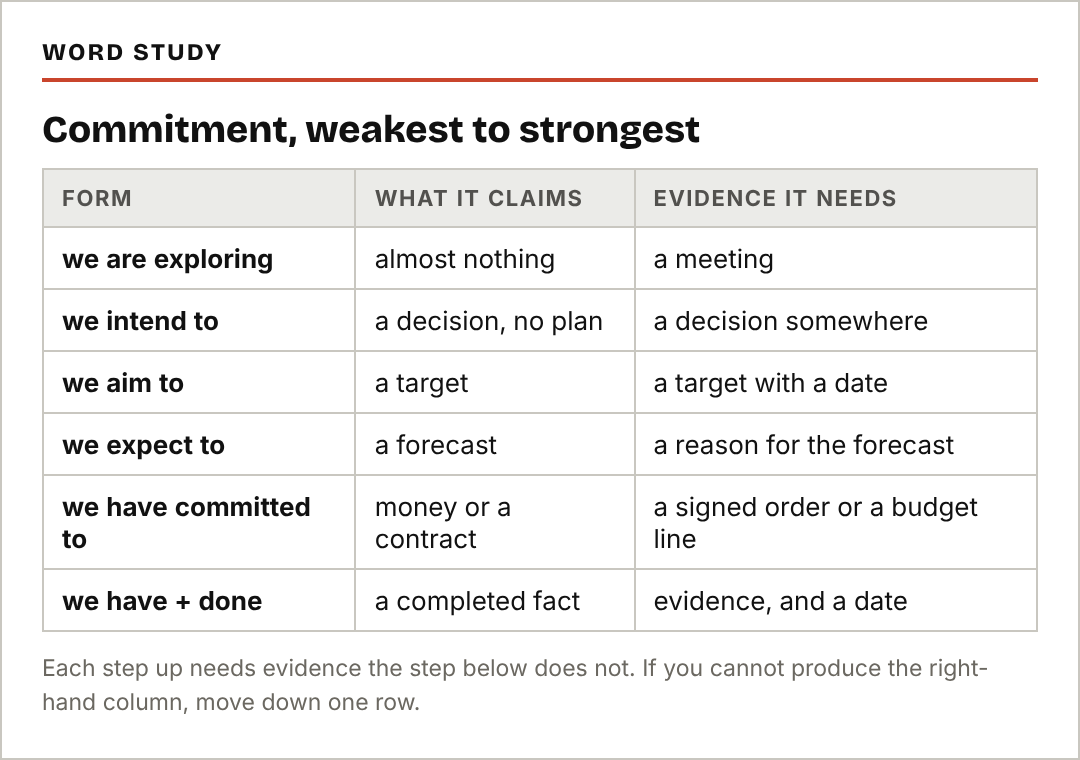 WORD STUDY
Commitment, weakest to strongest
FORM WHAT IT CLAIMS EVIDENCE IT NEEDS
we are exploring almost nothing a meeting
we intend to a decision, no plan a decision somewhere
we aim to a target a target with a date
we expect to a forecast a reason for the forecast
we have committed money or a a signed order or a budget
to contract line
we have + done a completed fact evidence, and a date
Each step up needs evidence the step below does not. If you cannot produce the right-
hand column, move down one row.